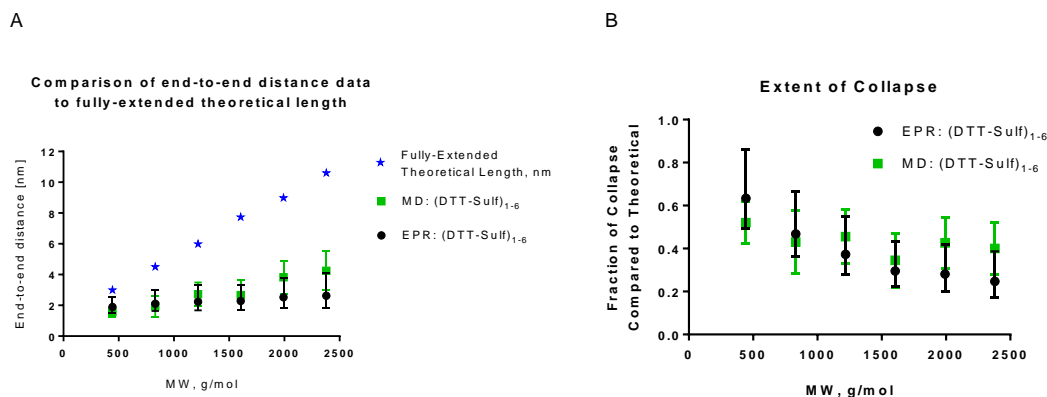 A
Comparison of end-to-end distance data
to fully-extended theoretical length
End-to-end distance [nm]
12
10
8
6
4
2
0
0
500
1000
1500
2000
2500
MW, g/mol
Fully-Extended
Theoretical Length, nm
MD: (DTT-Sulf)1-6
EPR: (DTT-Sulf)1-6
B
Extent of Collapse
Fraction of Collapse
Compared to Theoretical
1.0
0.8
0.6
0.4
0.2
0.0
0
500
1000
1500
2000
2500
MW, g/mol
EPR: (DTT-Sulf)1-6
MD: (DTT-Sulf)1-6